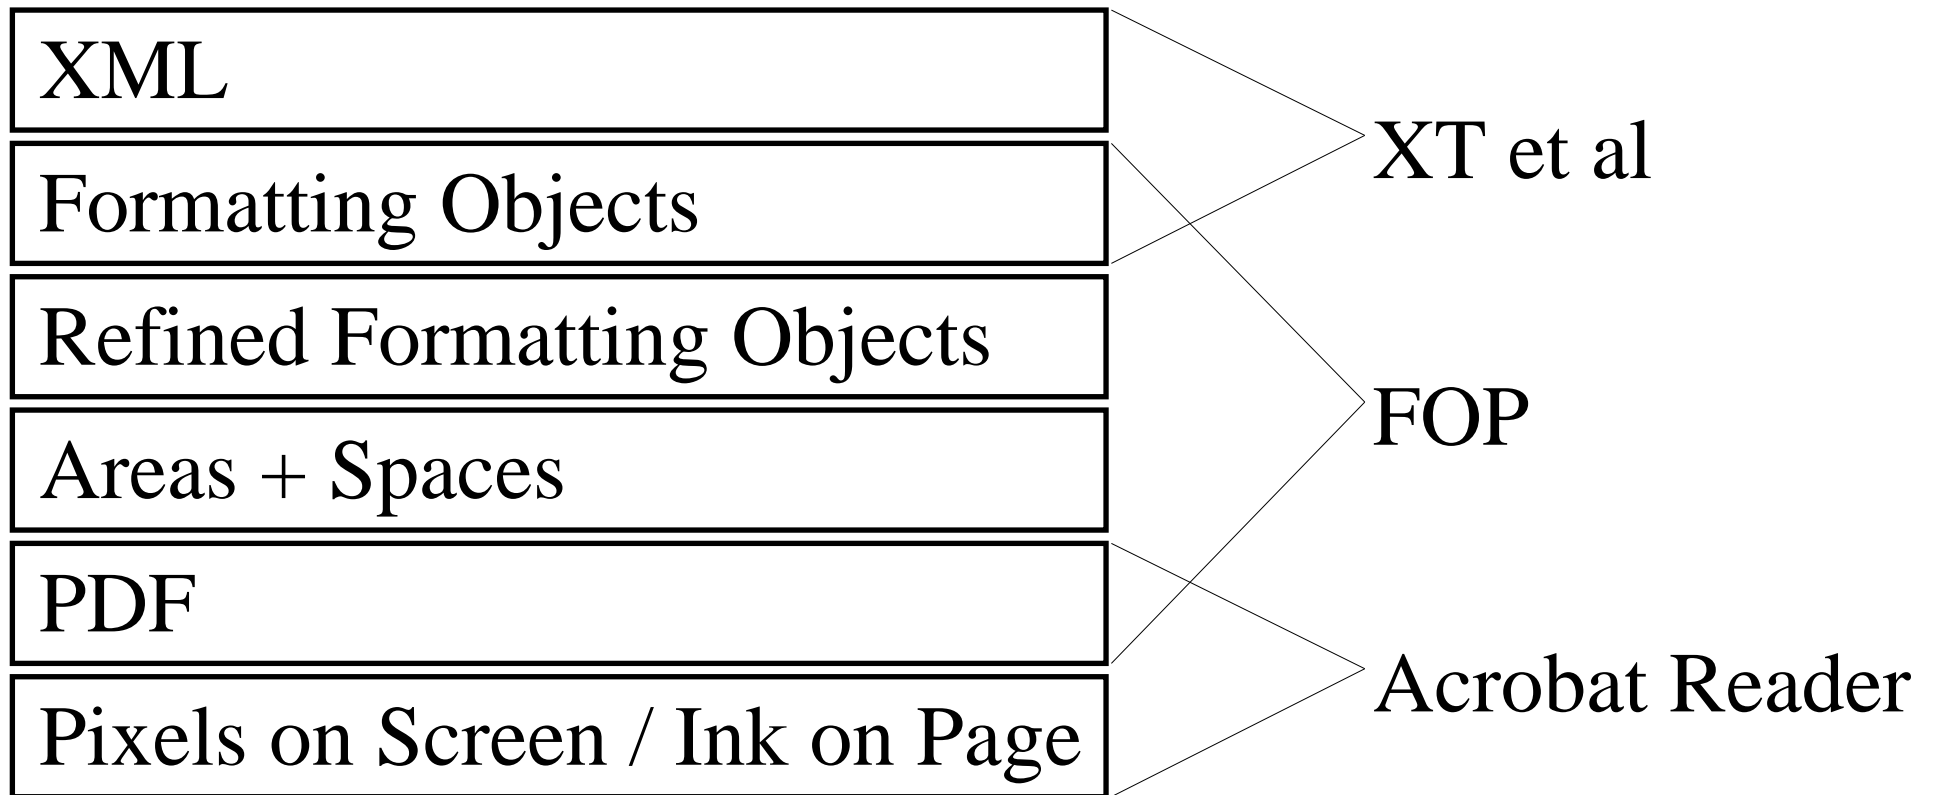 XML
XT et al
Formatting Objects
Refined Formatting Objects
FOP
Areas + Spaces
PDF
Acrobat Reader
Pixels on Screen / Ink on Page